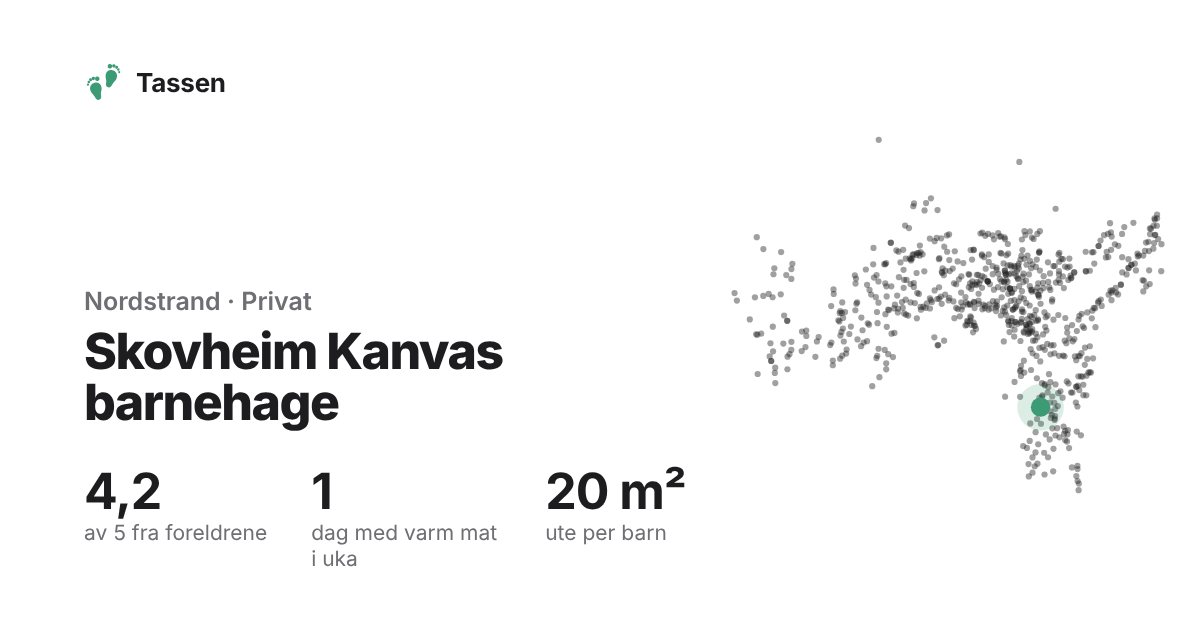 Tassen
Nordstrand · Privat
Skovheim Kanvas
barnehage
4,2
av 5 fra foreldrene
1
dag med varm mat
i uka
20 m²
ute per barn